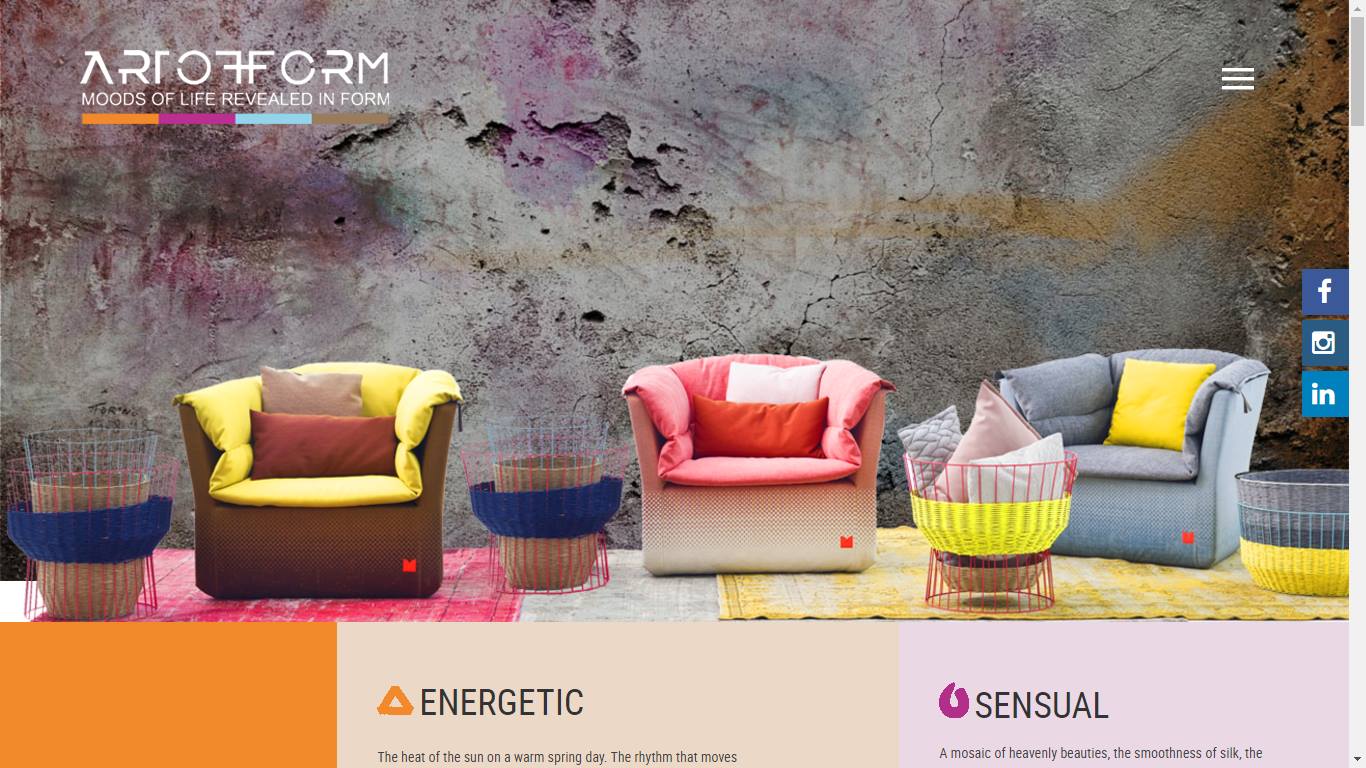 ARTOFFORM
MOODS OF LIFE REVEALED IN FORM
ENERGETIC
The heat of the sun on a warm spring day. The rhythm that moves
SENSUAL
A mosaic of heavenly beauties, the smoothness of silk, the